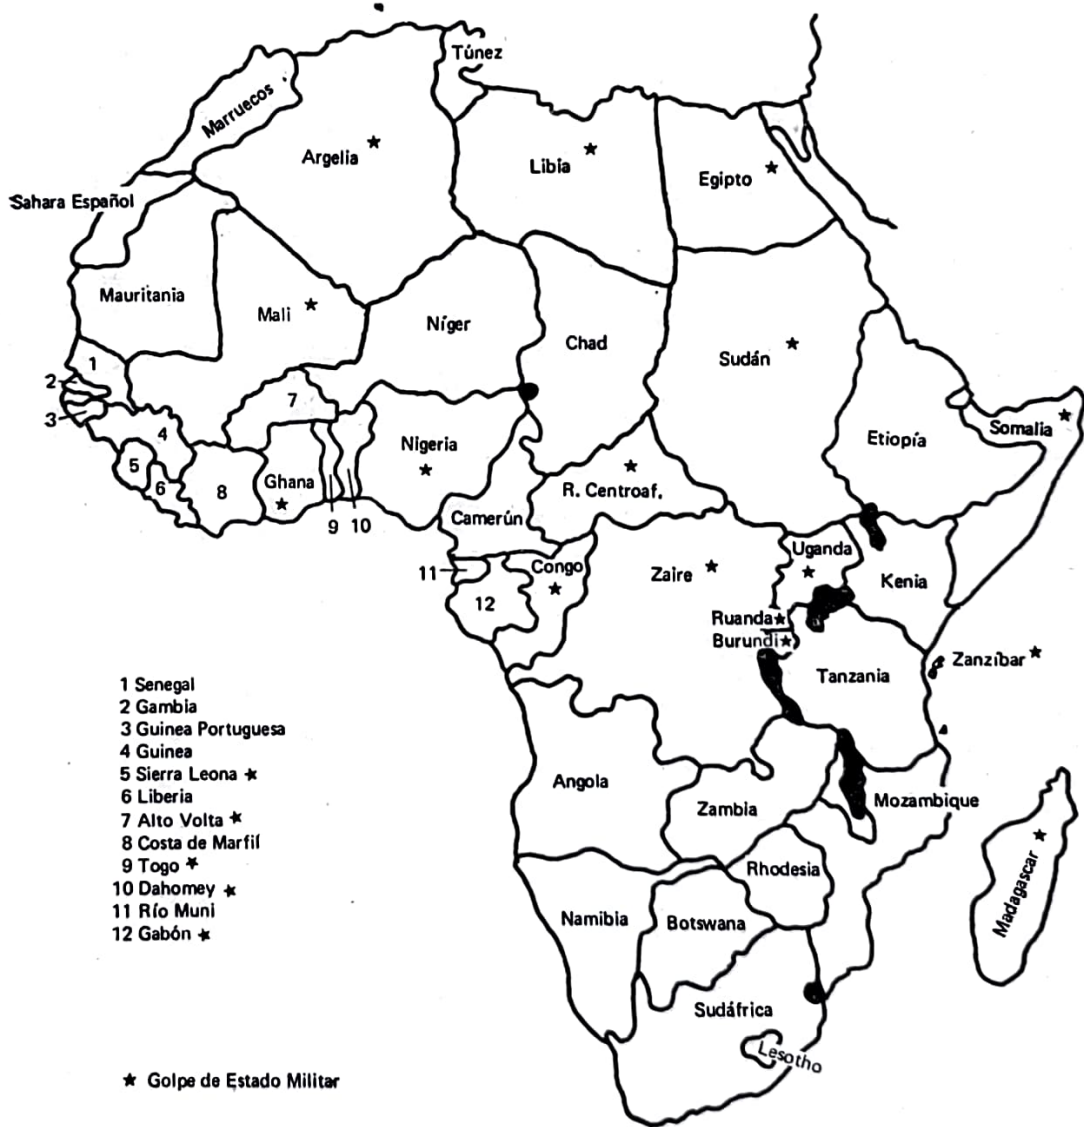 Túnez
Marruecos
Argelia ★
Libia ★
Egipto ★
Sahara Español
Mauritania
Mali ★
Níger
Chad
Sudán ★
1
2
3
4
5
6
7
8
Ghana ★
9
10
Nigeria ★
Camerún
R. Centroaf. ★
Etiopía
Somalia ★
11
12
Congo ★
Zaire ★
Uganda ★
Kenia
Ruanda ★
Burundi ★
Tanzania
Zanzíbar ★
Angola
Zambia
Mozambique
Rhodesia
Madagascar ★
Namibia
Botswana
Sudáfrica
Lesotho
1 Senegal
2 Gambia
3 Guinea Portuguesa
4 Guinea
5 Sierra Leona ★
6 Liberia
7 Alto Volta ★
8 Costa de Marfil
9 Togo ★
10 Dahomey ★
11 Río Muni
12 Gabón ★
★ Golpe de Estado Militar